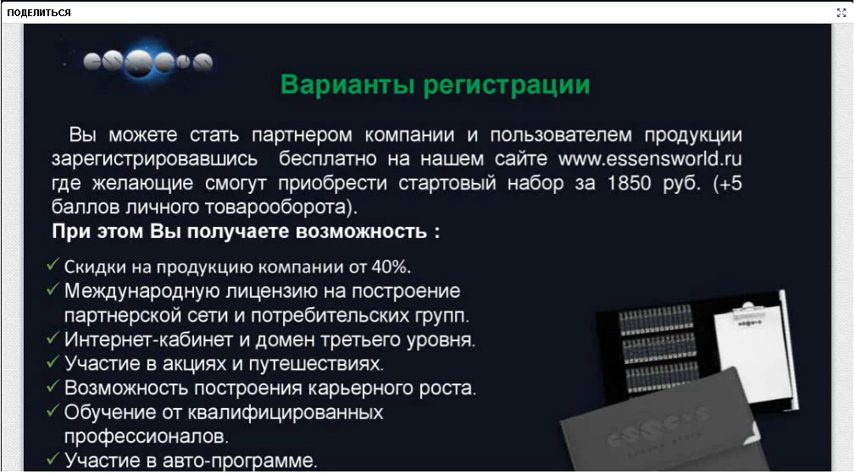 ПОДЕЛИТЬСЯ
essens
Варианты регистрации
Вы можете стать партнером компании и пользователем продукции
зарегистрировавшись бесплатно на нашем сайте www.essensworld.ru
где желающие смогут приобрести стартовый набор за 1850 руб. (+5
баллов личного товарооборота).
При этом Вы получаете возможность :
✓ Скидки на продукцию компании от 40%.
✓ Международную лицензию на построение
партнерской сети и потребительских групп.
✓ Интернет-кабинет и домен третьего уровня.
✓ Участие в акциях и путешествиях.
✓ Возможность построения карьерного роста.
✓ Обучение от квалифицированных
профессионалов.
✓ Участие в авто-программе.
essens